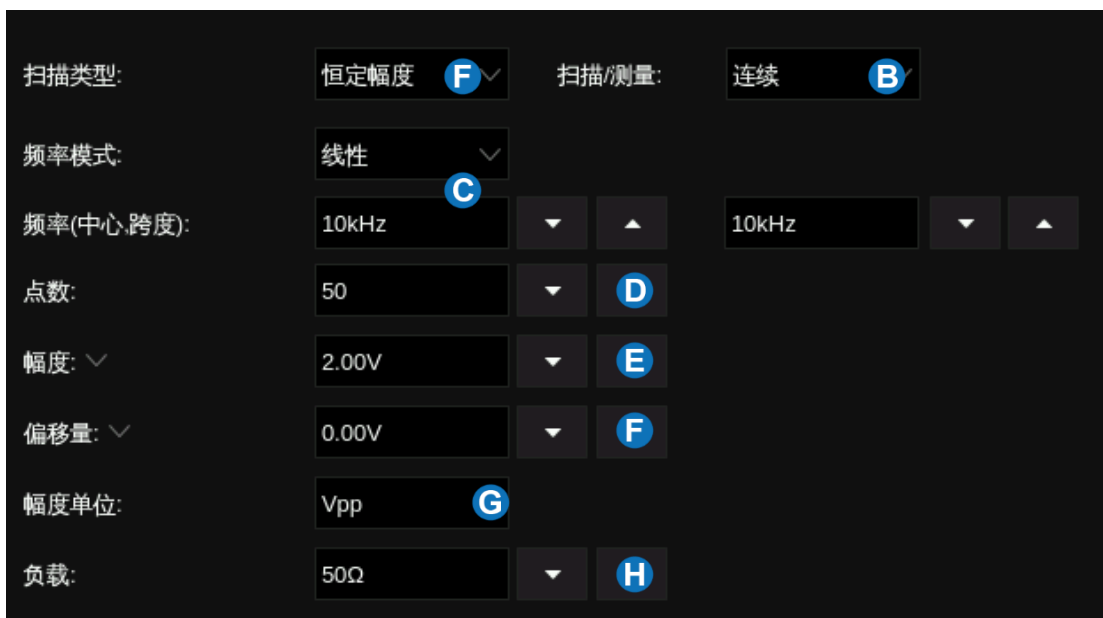 扫描类型: 恒定幅度 F 扫描/测量: 连续 B
频率模式: 线性
C
频率(中心,跨度): 10kHz 10kHz
点数: 50 D
幅度: 2.00V E
偏移量: 0.00V F
幅度单位: Vpp G
负载: 50Ω H